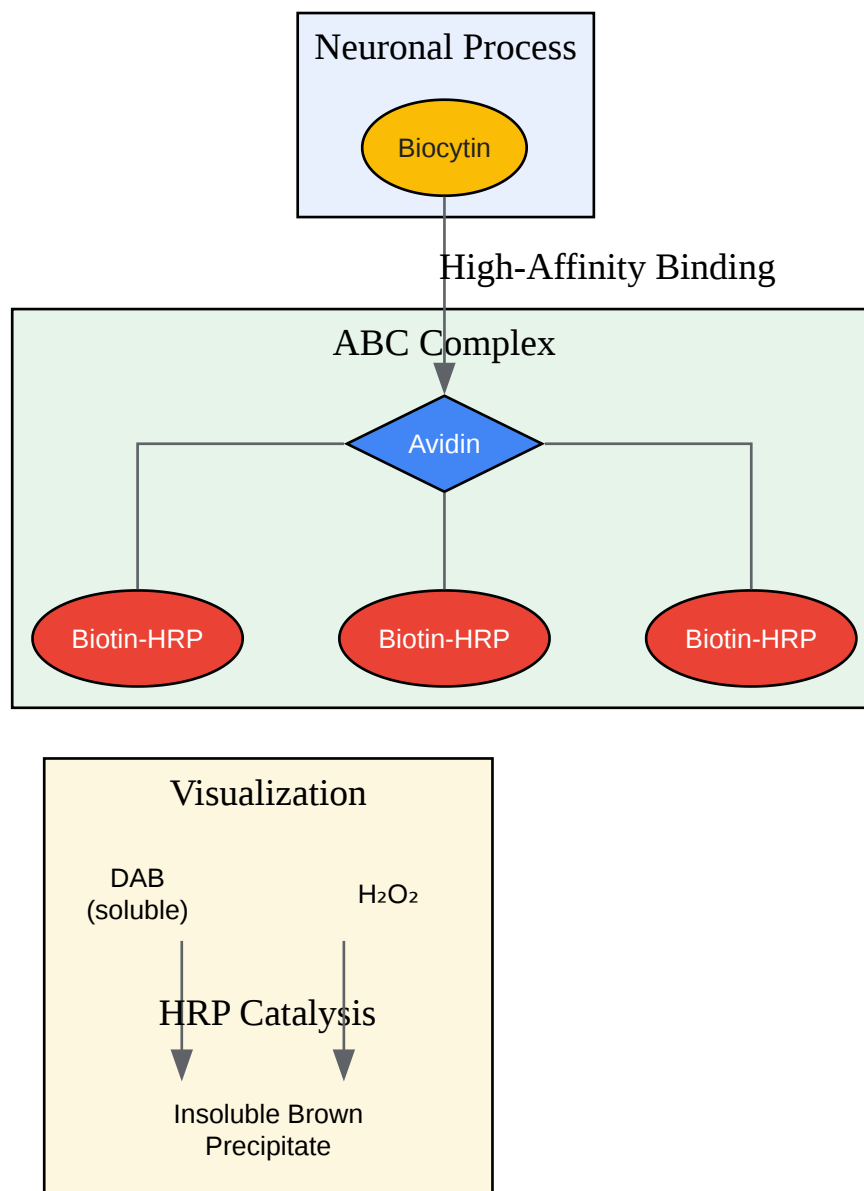 Neuronal Process
Biocytin
High-Affinity Binding
ABC Complex
Avidin
Biotin-HRP
Biotin-HRP
Biotin-HRP
Visualization
DAB
(soluble)
H₂O₂
HRP Catalysis
Insoluble Brown
Precipitate